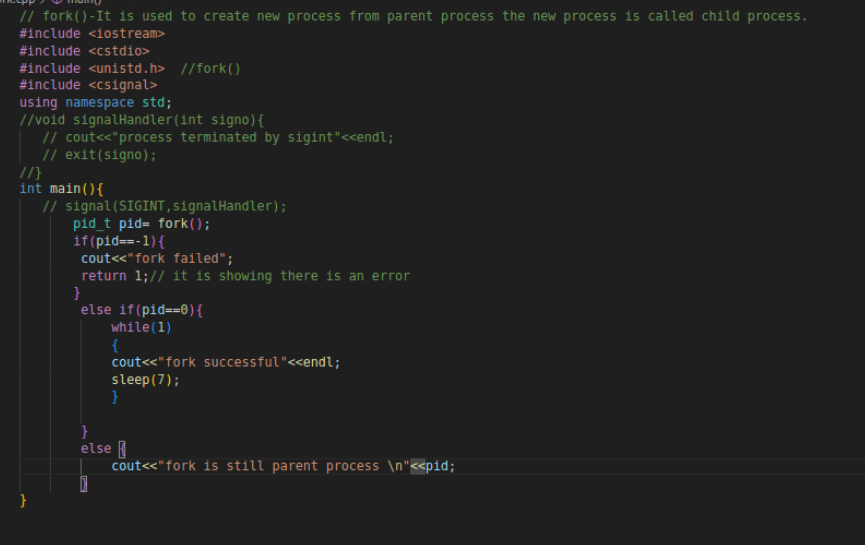 // fork()-It is used to create new process from parent process the new process is called child process.
#include <iostream>
#include <cstdio>
#include <unistd.h>  //fork()
#include <csignal>
using namespace std;
//void signalHandler(int signo){
   // cout<<"process terminated by sigint"<<endl;
   // exit(signo);
//}
int main(){
   // signal(SIGINT,signalHandler);
       pid_t pid= fork();
       if(pid==-1){
        cout<<"fork failed";
        return 1;// it is showing there is an error
       }
        else if(pid==0){
            while(1)
            {
            cout<<"fork successful"<<endl;
            sleep(7);
            }
        }
        else {
            cout<<"fork is still parent process \n"<<pid;
        }
}